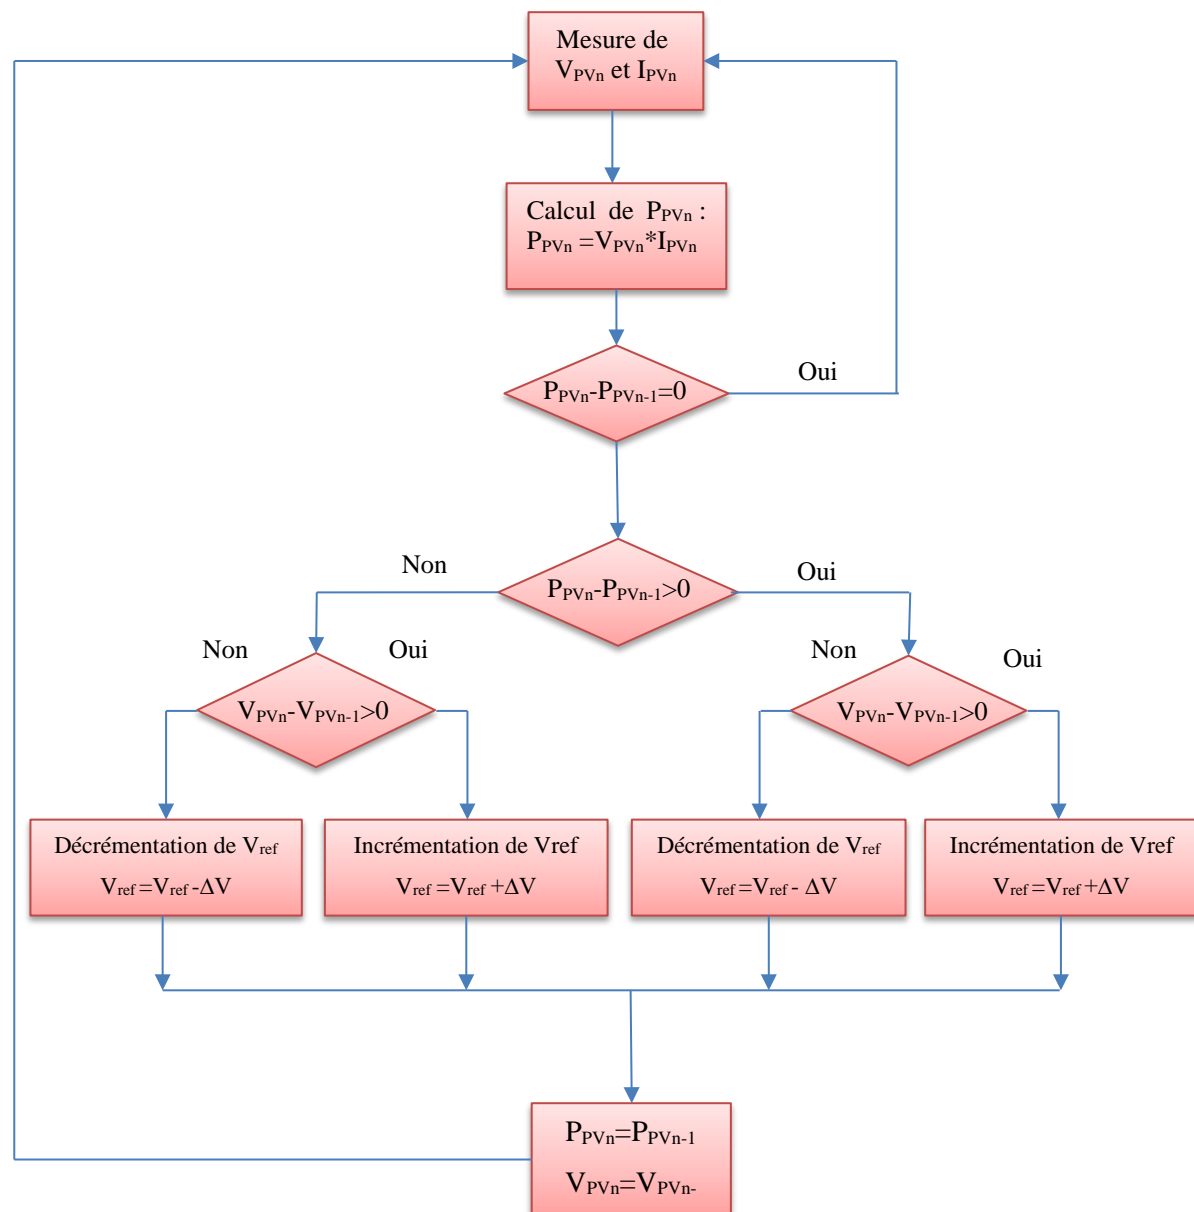 Mesure de
VPVn et IPVn
Calcul de PPVn :
PPVn =VPVn*IPVn
PPVn-PPVn-1=0
Oui
Non
PPVn-PPVn-1>0
Oui
Non
Oui
Non
Oui
VPVn-VPVn-1>0
VPVn-VPVn-1>0
Décrémentation de Vref
Vref =Vref -ΔV
Incrémentation de Vref
Vref =Vref +ΔV
Décrémentation de Vref
Vref =Vref - ΔV
Incrémentation de Vref
Vref =Vref +ΔV
PPVn=PPVn-1
VPVn=VPVn-